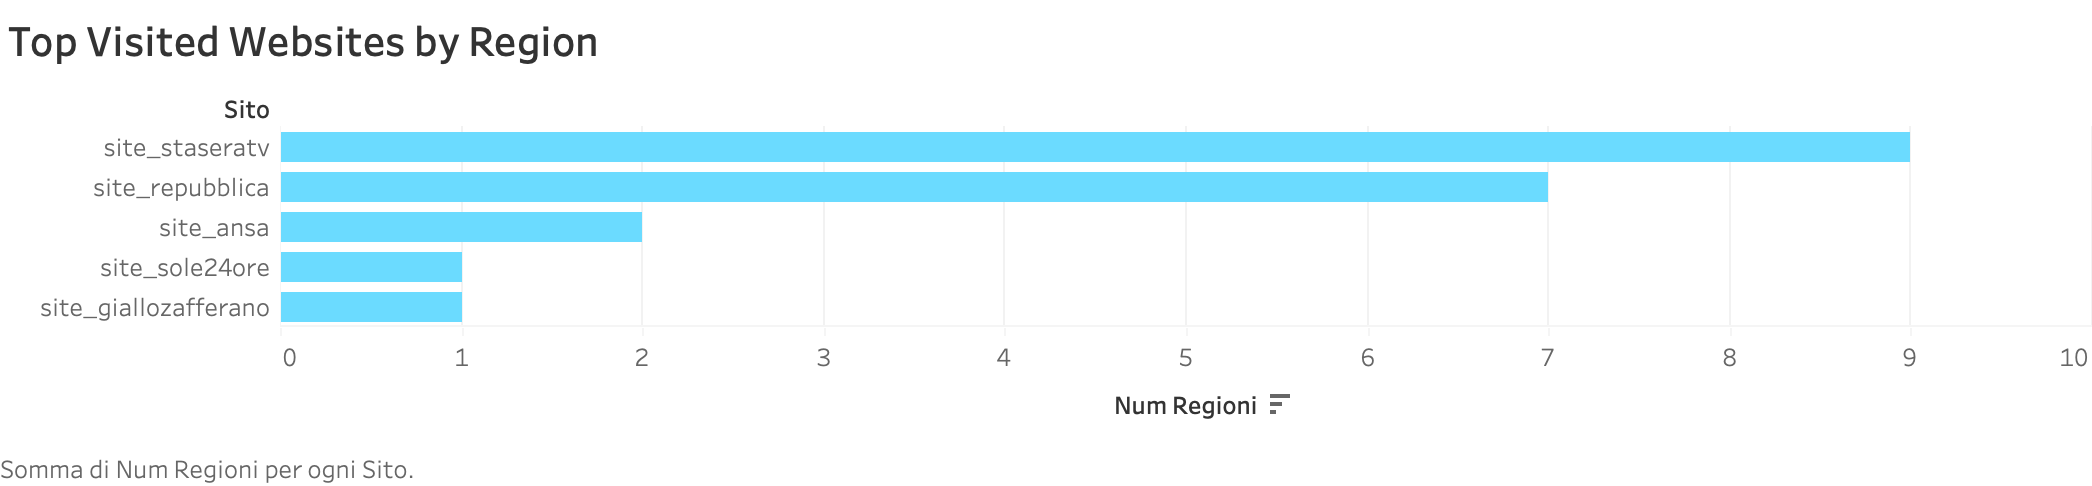 Top Visited Websites by Region
Sito
site_staseratv
site_repubblica
site_ansa
site_sole24ore
site_giallozafferano
0 1 2 3 4 5 6 7 8 9 10
Num Regioni
Somma di Num Regioni per ogni Sito.